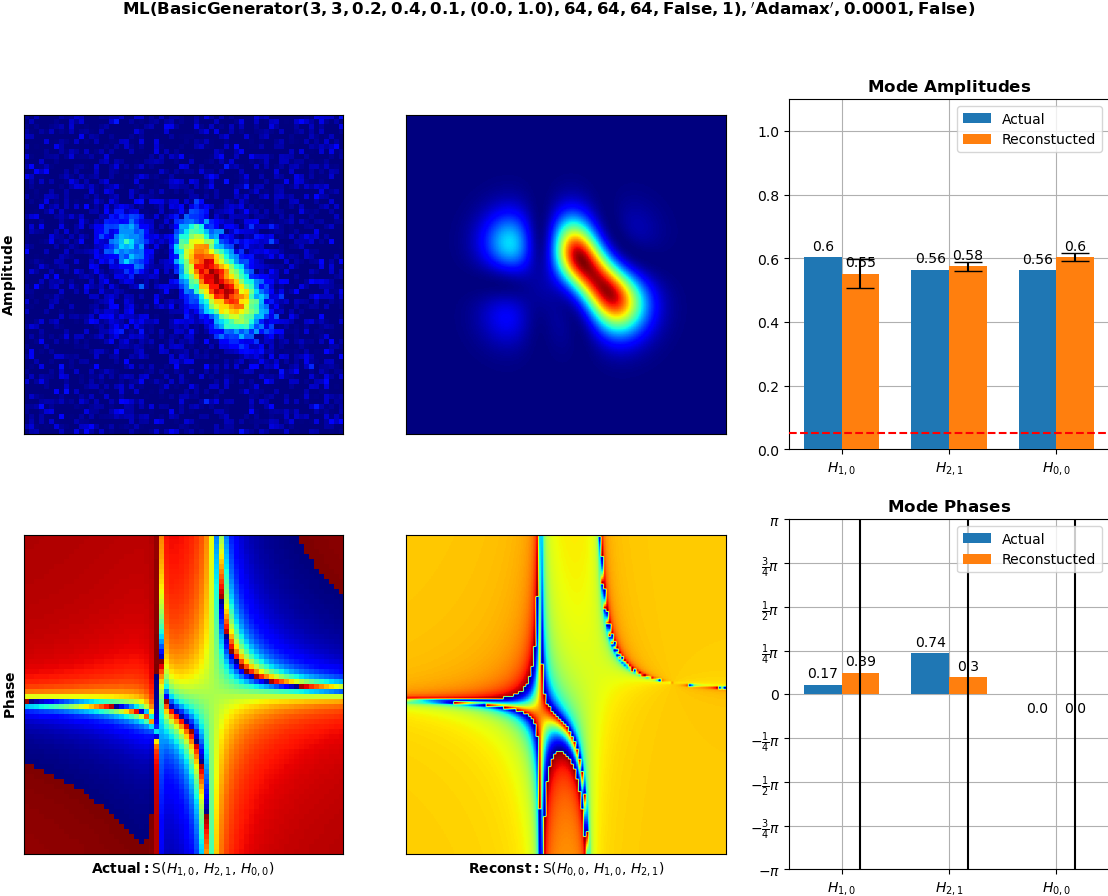 ML(BasicGenerator(3, 3, 0.2, 0.4, 0.1, (0.0, 1.0), 64, 64, 64, False, 1), 'Adamax', 0.0001, False)
Amplitude
Mode Amplitudes
Actual
Reconstucted
1.0
0.8
0.6
0.4
0.2
0.0
0.6
0.55
0.56
0.58
0.56
0.6
H1,0
H2,1
H0,0
Phase
Actual: S(H1,0, H2,1, H0,0)
Reconst: S(H0,0, H1,0, H2,1)
Mode Phases
Actual
Reconstucted
π
3/4π
1/2π
1/4π
0
−1/4π
−1/2π
−3/4π
−π
0.17
0.39
0.74
0.3
0.0
0.0
H1,0
H2,1
H0,0